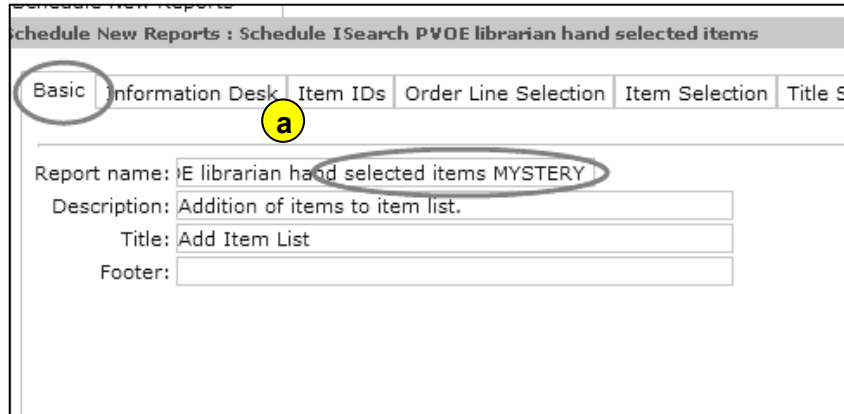 Schedule New Reports
Schedule New Reports : Schedule ISearch PVOE librarian hand selected items
Basic Information Desk Item IDs Order Line Selection Item Selection Title S
a
Report name: OE librarian hand selected items MYSTERY
Description: Addition of items to item list.
Title: Add Item List
Footer: